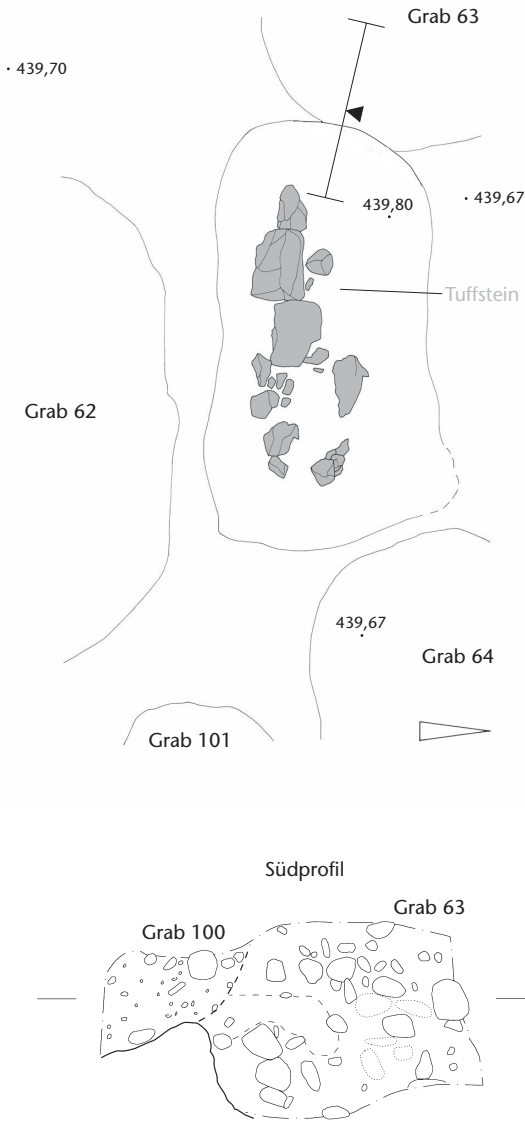 Grab 63
439,70
439,80
439,67
Tuffstein
Grab 62
439,67
Grab 64
Grab 101
Südprofil
Grab 63
Grab 100